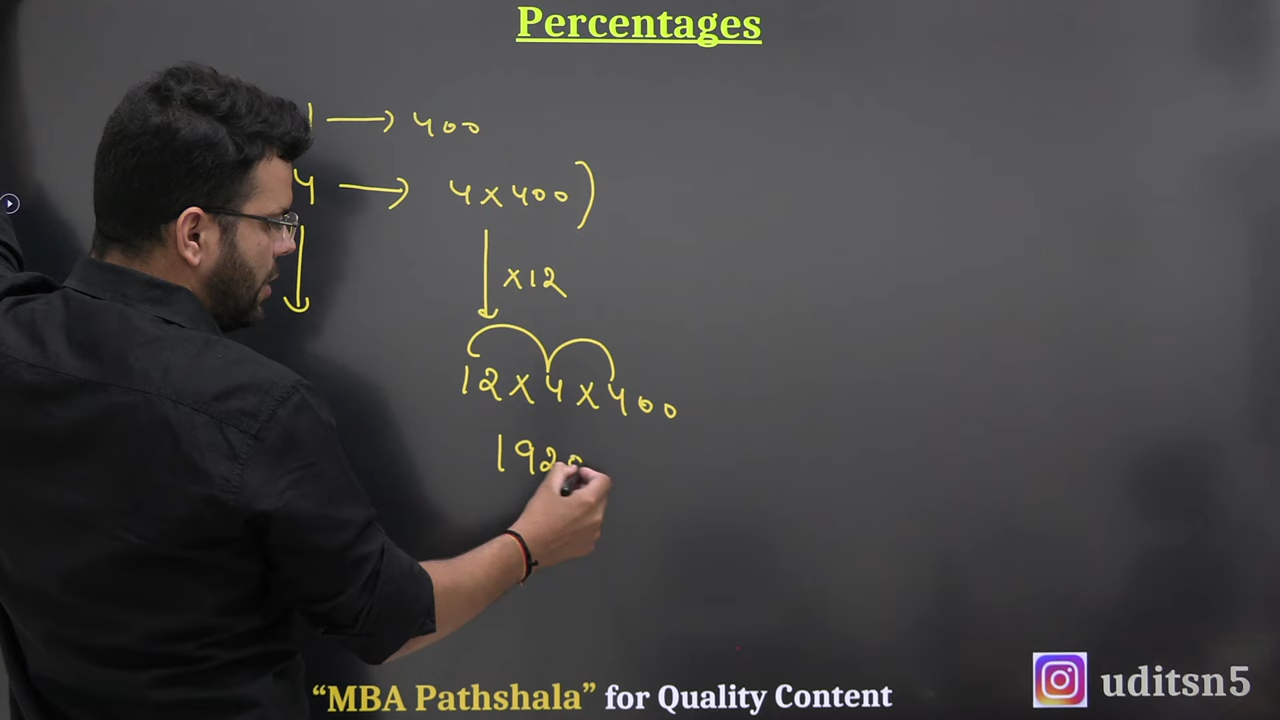 Percentages
1 → 400
4 → 4 × 400)
×12
12 × 4 × 400
1920
“MBA Pathshala” for Quality Content
uditsn5